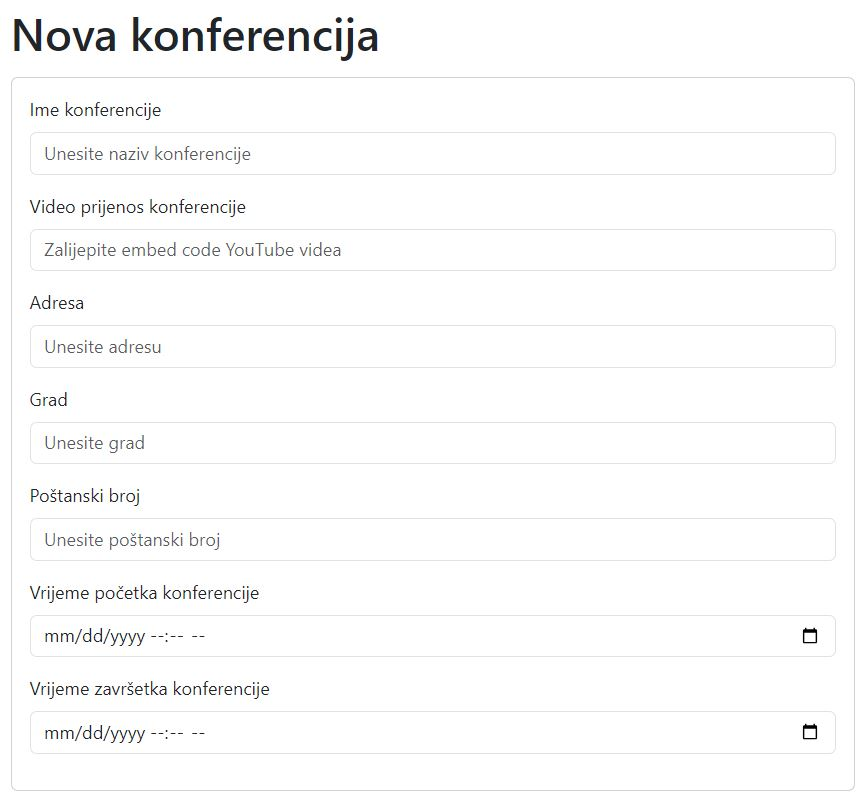 Nova konferencija
Ime konferencije
Unesite naziv konferencije
Video prijenos konferencije
Zalijepite embed code YouTube videa
Adresa
Unesite adresu
Grad
Unesite grad
Poštanski broj
Unesite poštanski broj
Vrijeme početka konferencije
mm/dd/yyyy --:-- --
Vrijeme završetka konferencije
mm/dd/yyyy --:-- --